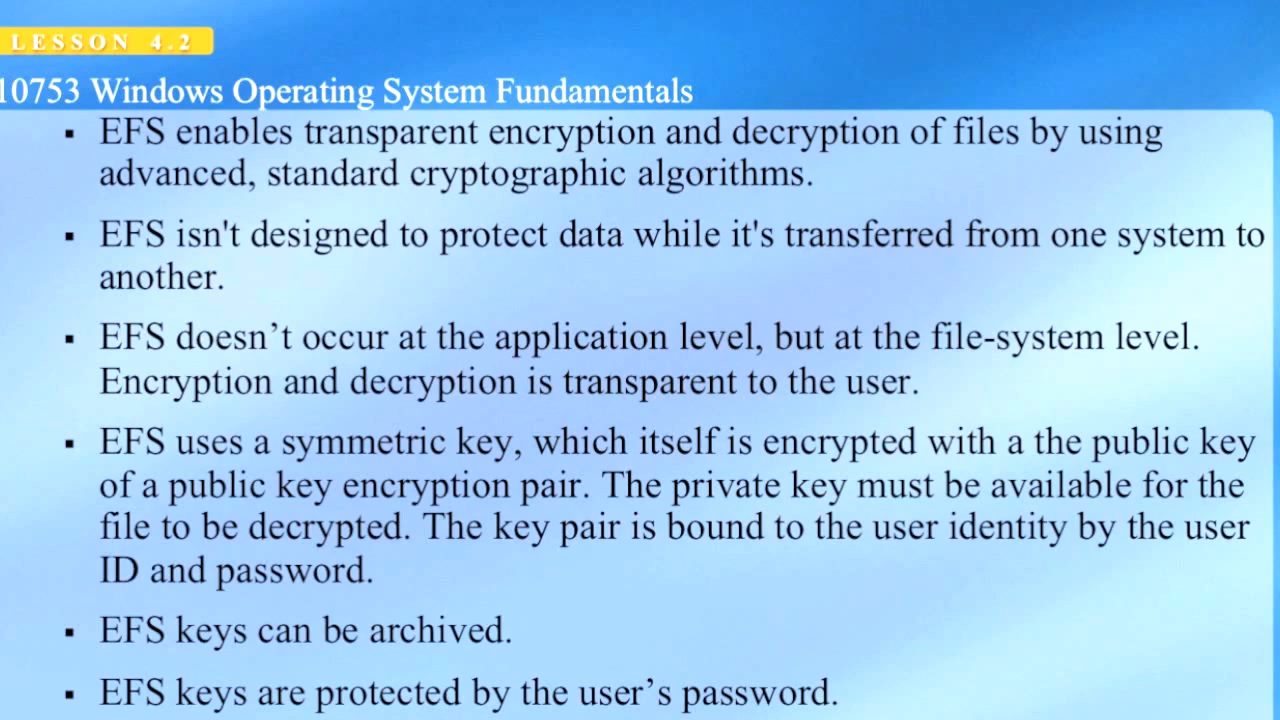 LESSON 4.2
10753 Windows Operating System Fundamentals
▪ EFS enables transparent encryption and decryption of files by using
advanced, standard cryptographic algorithms.
▪ EFS isn't designed to protect data while it's transferred from one system to
another.
▪ EFS doesn’t occur at the application level, but at the file-system level.
Encryption and decryption is transparent to the user.
▪ EFS uses a symmetric key, which itself is encrypted with a the public key
of a public key encryption pair. The private key must be available for the
file to be decrypted. The key pair is bound to the user identity by the user
ID and password.
▪ EFS keys can be archived.
▪ EFS keys are protected by the user’s password.